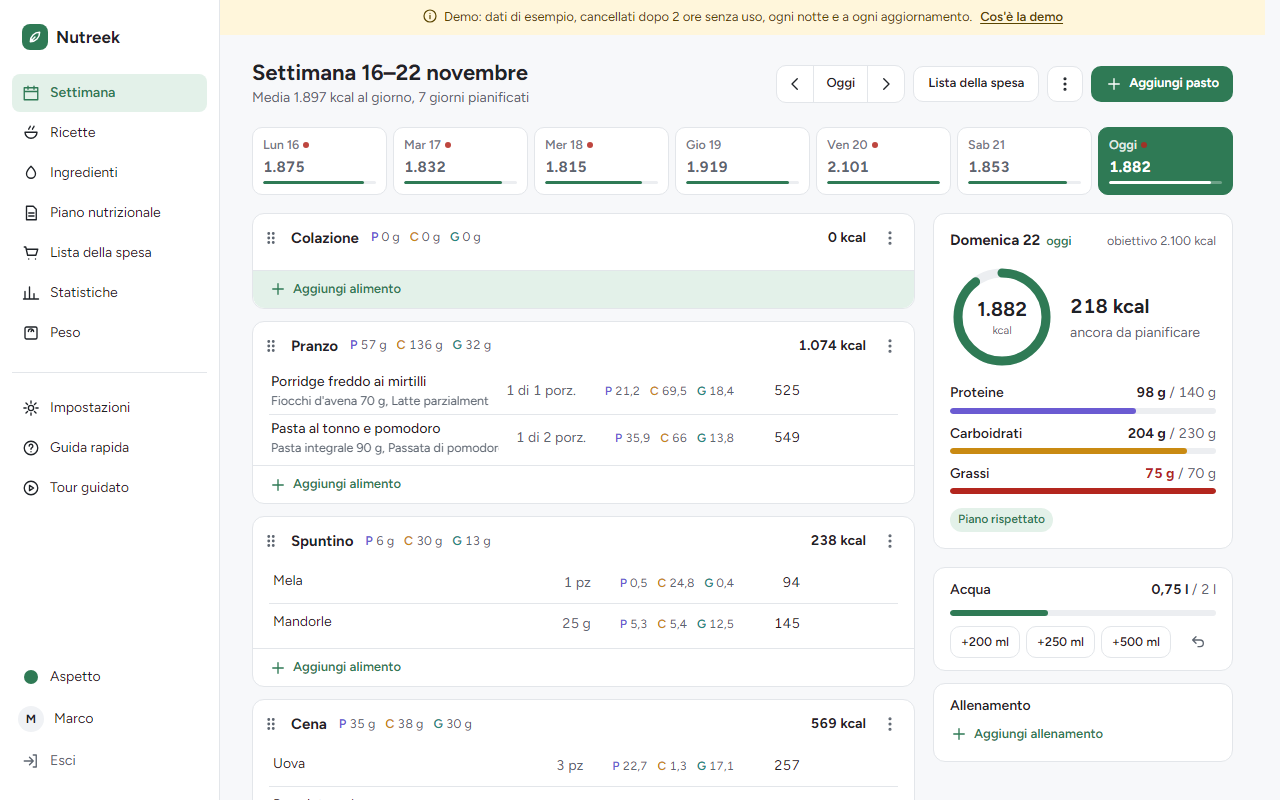 Nutreek
Settimana
Ricette
Ingredienti
Piano nutrizionale
Lista della spesa
Statistiche
Peso
Impostazioni
Guida rapida
Tour guidato
Aspetto
M Marco
Esci
Demo: dati di esempio, cancellati dopo 2 ore senza uso, ogni notte e a ogni aggiornamento. Cos'è la demo
Settimana 16–22 novembre
Media 1.897 kcal al giorno, 7 giorni pianificati
Oggi
Lista della spesa
Aggiungi pasto
Lun 16
1.875
Mar 17
1.832
Mer 18
1.815
Gio 19
1.919
Ven 20
2.101
Sab 21
1.853
Oggi
1.882
Colazione P 0 g C 0 g G 0 g 0 kcal
Aggiungi alimento
Pranzo P 57 g C 136 g G 32 g 1.074 kcal
Porridge freddo ai mirtilli
Fiocchi d'avena 70 g, Latte parzialment
1 di 1 porz. P 21,2 C 69,5 G 18,4 525
Pasta al tonno e pomodoro
Pasta integrale 90 g, Passata di pomodor
1 di 2 porz. P 35,9 C 66 G 13,8 549
Aggiungi alimento
Spuntino P 6 g C 30 g G 13 g 238 kcal
Mela 1 pz P 0,5 C 24,8 G 0,4 94
Mandorle 25 g P 5,3 C 5,4 G 12,5 145
Aggiungi alimento
Cena P 35 g C 38 g G 30 g 569 kcal
Uova 3 pz P 22,7 C 1,3 G 17,1 257
Domenica 22 oggi obiettivo 2.100 kcal
1.882
kcal
218 kcal
ancora da pianificare
Proteine 98 g / 140 g
Carboidrati 204 g / 230 g
Grassi 75 g / 70 g
Piano rispettato
Acqua 0,75 l / 2 l
+200 ml +250 ml +500 ml
Allenamento
Aggiungi allenamento